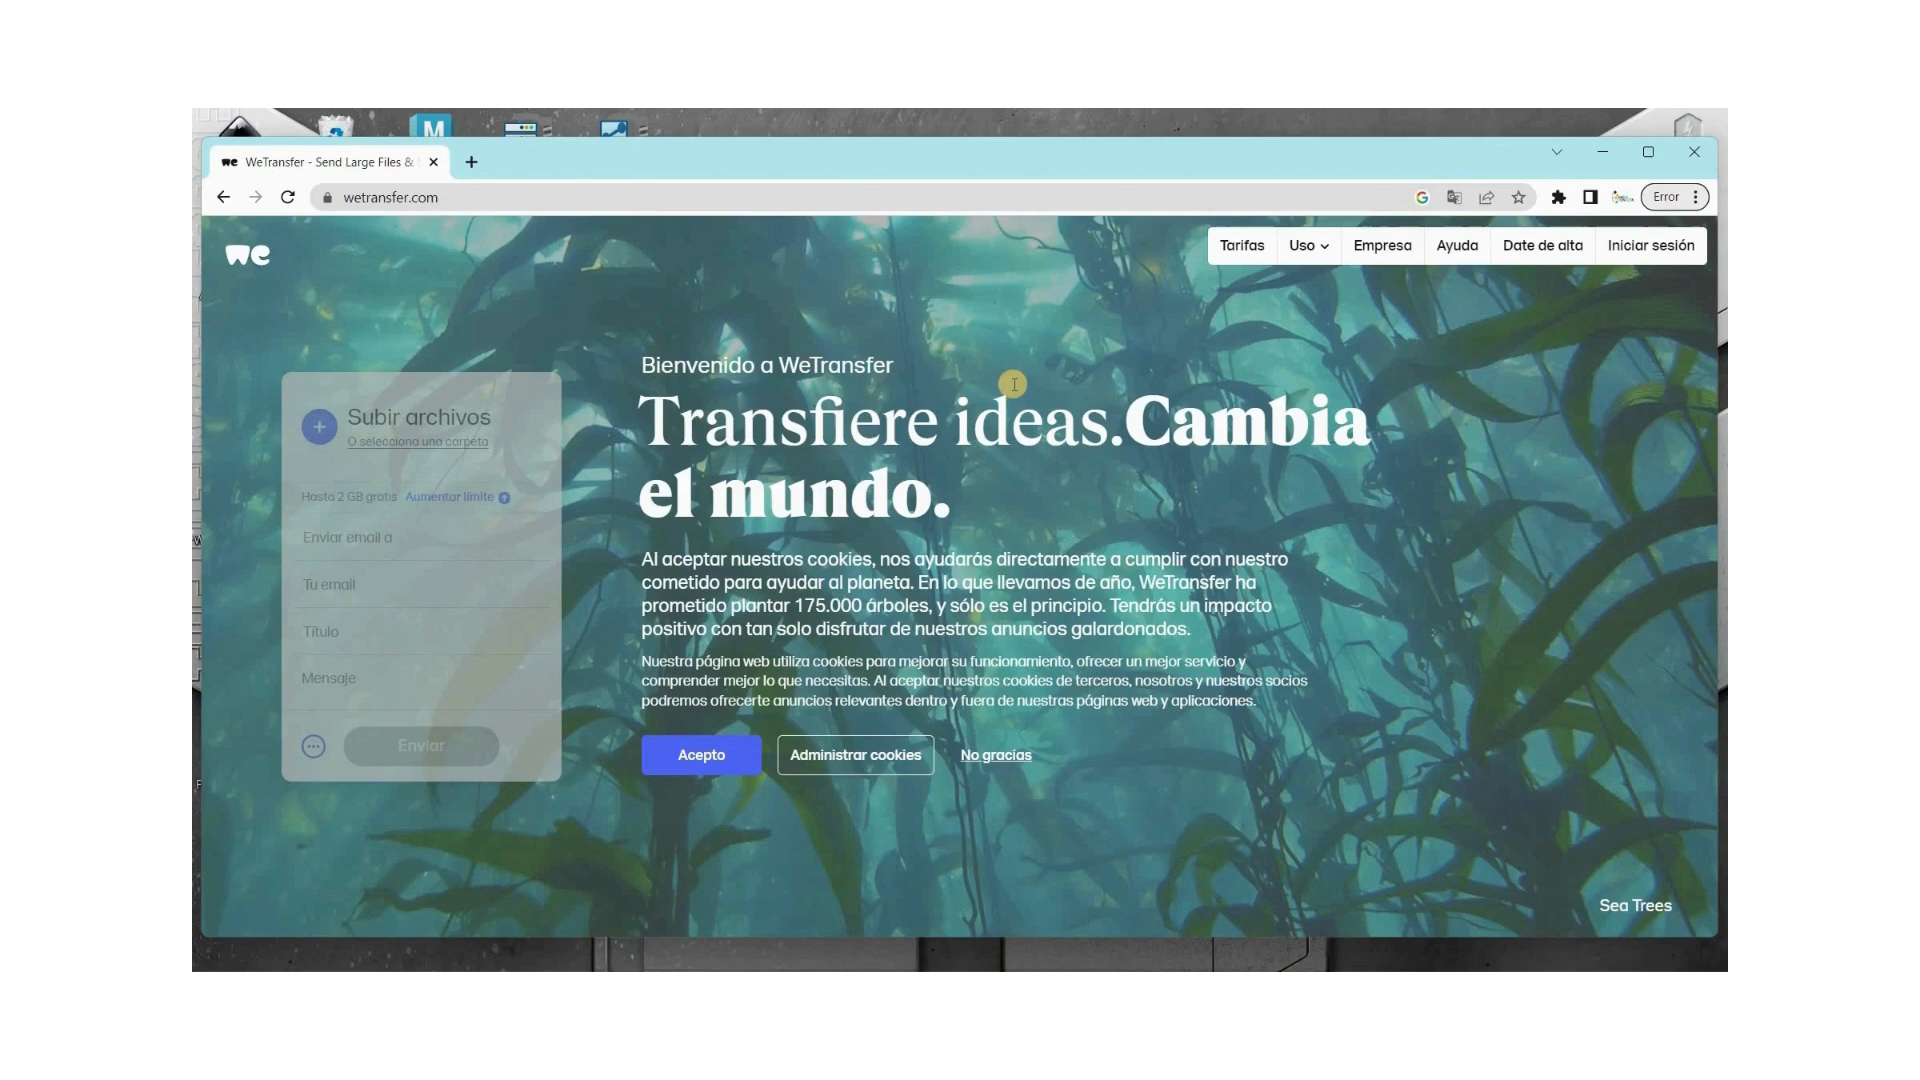 M
we WeTransfer - Send Large Files &
wetransfer.com
Error
we
Tarifas Uso Empresa Ayuda Date de alta Iniciar sesión
Bienvenido a WeTransfer
Transfiere ideas.Cambia
el mundo.
Subir archivos
O selecciona una carpeta
Hasta 2 GB gratis Aumentar límite
Enviar email a
Tu email
Título
Mensaje
Enviar
Al aceptar nuestros cookies, nos ayudarás directamente a cumplir con nuestro
cometido para ayudar al planeta. En lo que llevamos de año, WeTransfer ha
prometido plantar 175.000 árboles, y sólo es el principio. Tendrás un impacto
positivo con tan solo disfrutar de nuestros anuncios galardonados.
Nuestra página web utiliza cookies para mejorar su funcionamiento, ofrecer un mejor servicio y
comprender mejor lo que necesitas. Al aceptar nuestros cookies de terceros, nosotros y nuestros socios
podremos ofrecerte anuncios relevantes dentro y fuera de nuestras páginas web y aplicaciones.
Acepto Administrar cookies No gracias
Sea Trees